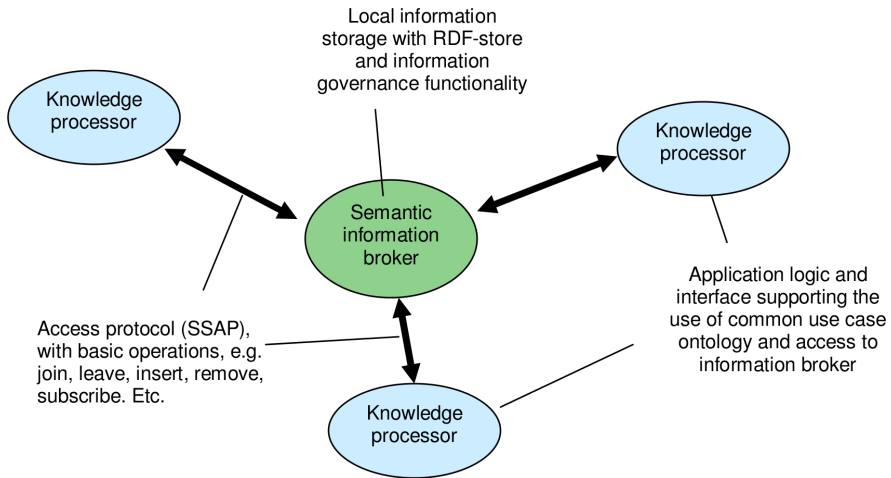 Local information
storage with RDF-store
and information
governance functionality
Knowledge
processor
Knowledge
processor
Semantic
information
broker
Application logic and
interface supporting the
use of common use case
ontology and access to
information broker
Access protocol (SSAP),
with basic operations, e.g.
join, leave, insert, remove,
subscribe. Etc.
Knowledge
processor